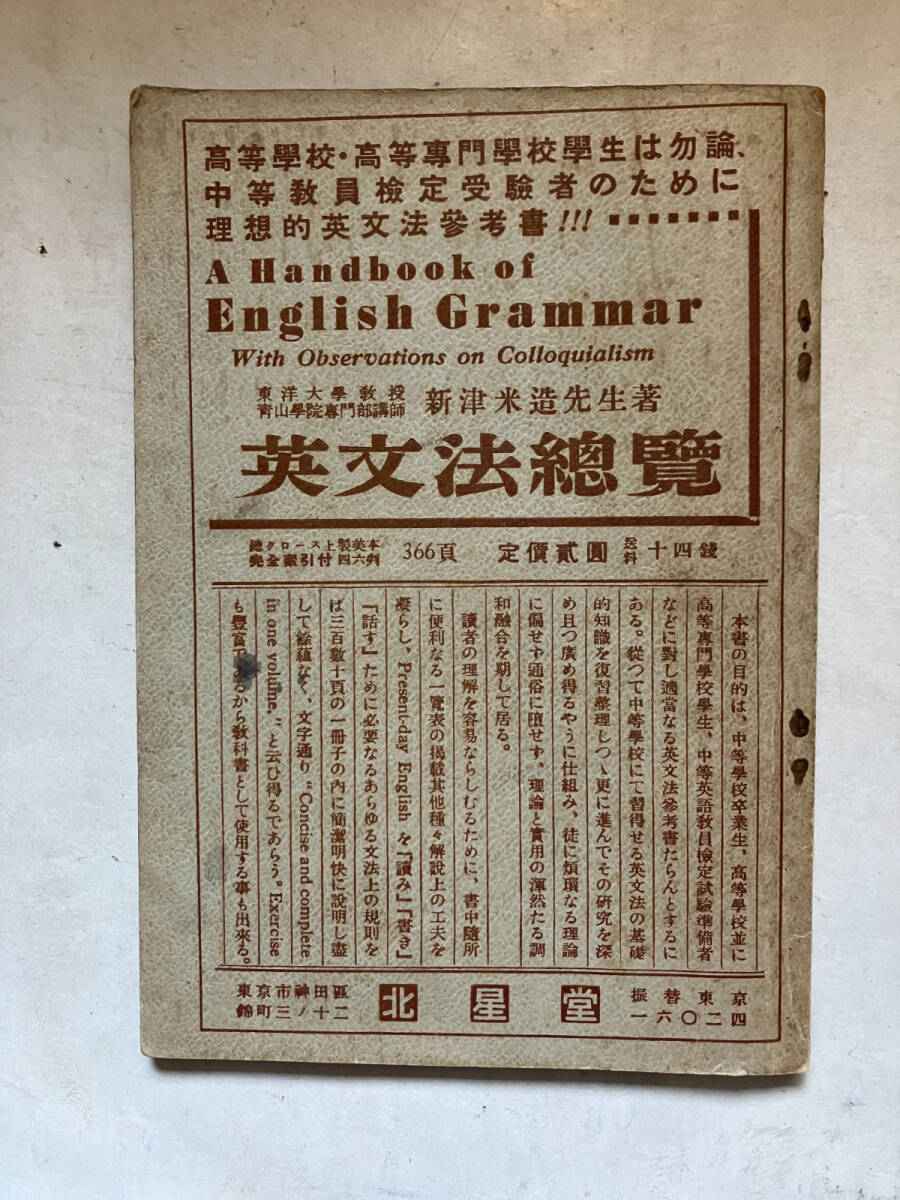 高等學校・高等專門學校學生は勿論、
中等敎員檢定受驗者のために
理想的英文法參考書!!!
A Handbook of
English Grammar
With Observations on Colloquialism
東洋大學敎授
靑山學院專門部講師
新津米造先生著
英文法總覽
總クロース上製美本
完全索引付四六判
366頁
定價貳圓
送料
十四錢
本書の目的は、中等學校卒業生、高等學校並に
高等專門學校學生、中等英語敎員檢定試驗準備者
などに對し適當なる英文法參考書たらんとするに
ある。從つて中等學校にて習得せる英文法の基礎
的知識を復習整理しつゝ更に進んでその硏究を深
め且つ廣め得るやうに仕組み、徒に煩瑣なる理論
に偏せず通俗に墮せず。理論と實用の渾然たる調
和融合を期して居る。
讀者の理解を容易ならしむるために、書中隨所
に便利なる一覽表の揭載其他種々解說上の工夫を
凝らし、Present-day English を『讀み』『書き』
『話す』ために必要なるあらゆる文法上の規則を
ば三百數十頁の一冊子の內に簡潔明快に說明し盡
して餘蘊なく、文字通り "Concise and complete
in one volume." と云ひ得るであらう。Exercise
も豐富であるから敎科書として使用する事も出來る。
東京市神田區
錦町三ノ十二
北星堂
振替東京
一六〇二四